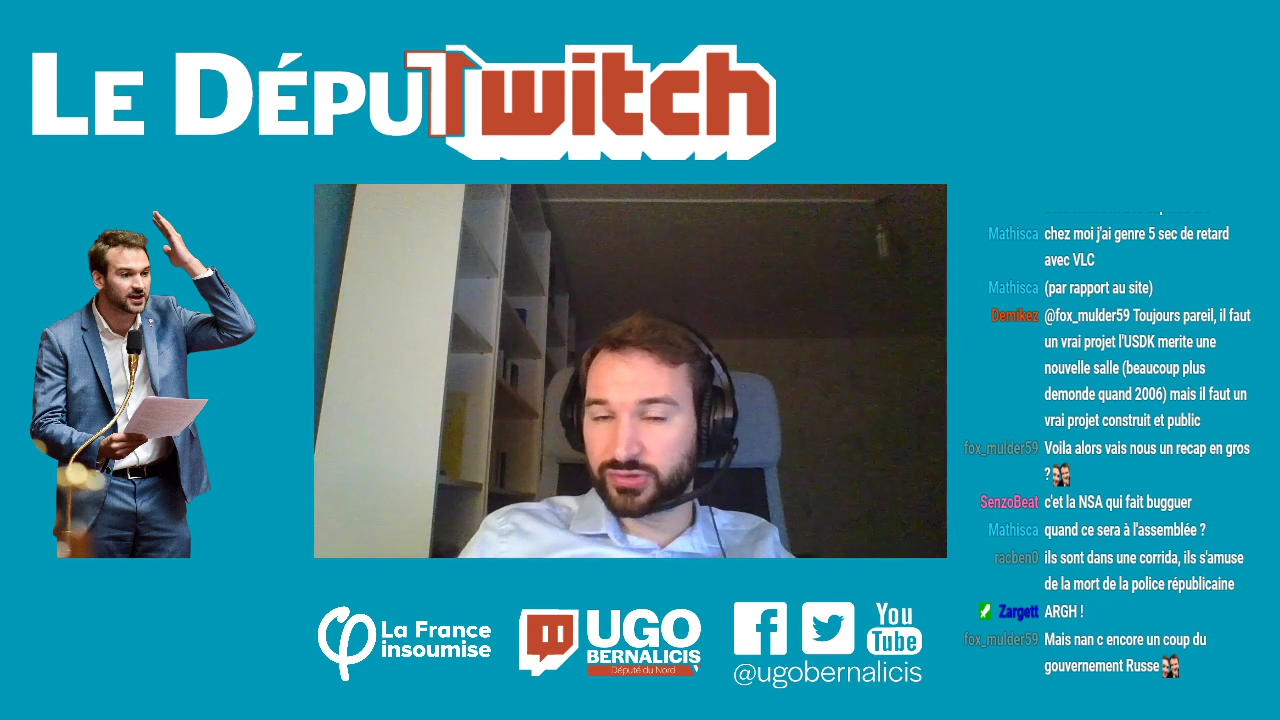 LE DÉPUTwitch
Mathisca chez moi j'ai genre 5 sec de retard
avec VLC
Mathisca (par rapport au site)
Demikez @fox_mulder59 Toujours pareil, il faut
un vrai projet l'USDK merite une
nouvelle salle (beaucoup plus
demonde quand 2006) mais il faut un
vrai projet construit et public
fox_mulder59 Voila alors vais nous un recap en gros
?
SenzoBeat c'et la NSA qui fait bugguer
Mathisca quand ce sera à l'assemblée ?
racben0 ils sont dans une corrida, ils s'amuse
de la mort de la police républicaine
Zargett ARGH !
fox_mulder59 Mais nan c encore un coup du
gouvernement Russe
La France
insoumise
UGO
BERNALICIS
Député du Nord
You
Tube
@ugobernalicis